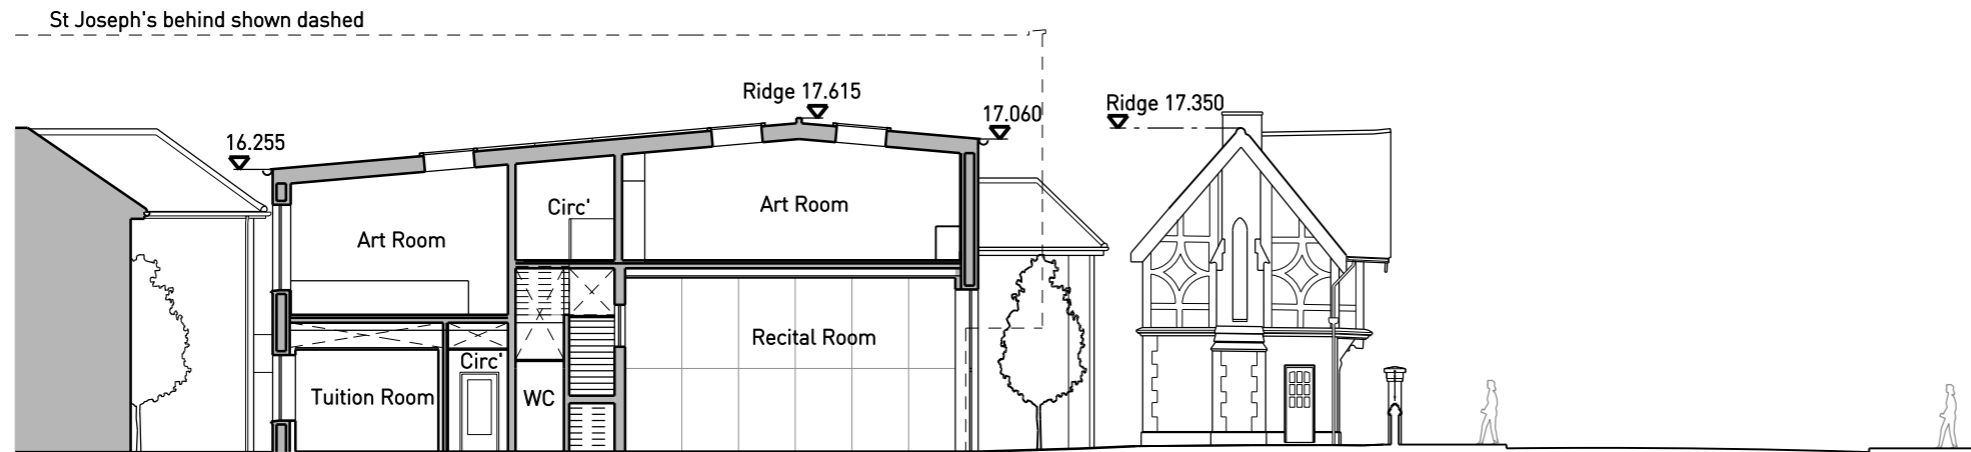 St Joseph's behind shown dashed
Ridge 17.615
Ridge 17.350
17.060
16.255
Circ'
Art Room
Art Room
Recital Room
Circ'
Tuition Room
WC